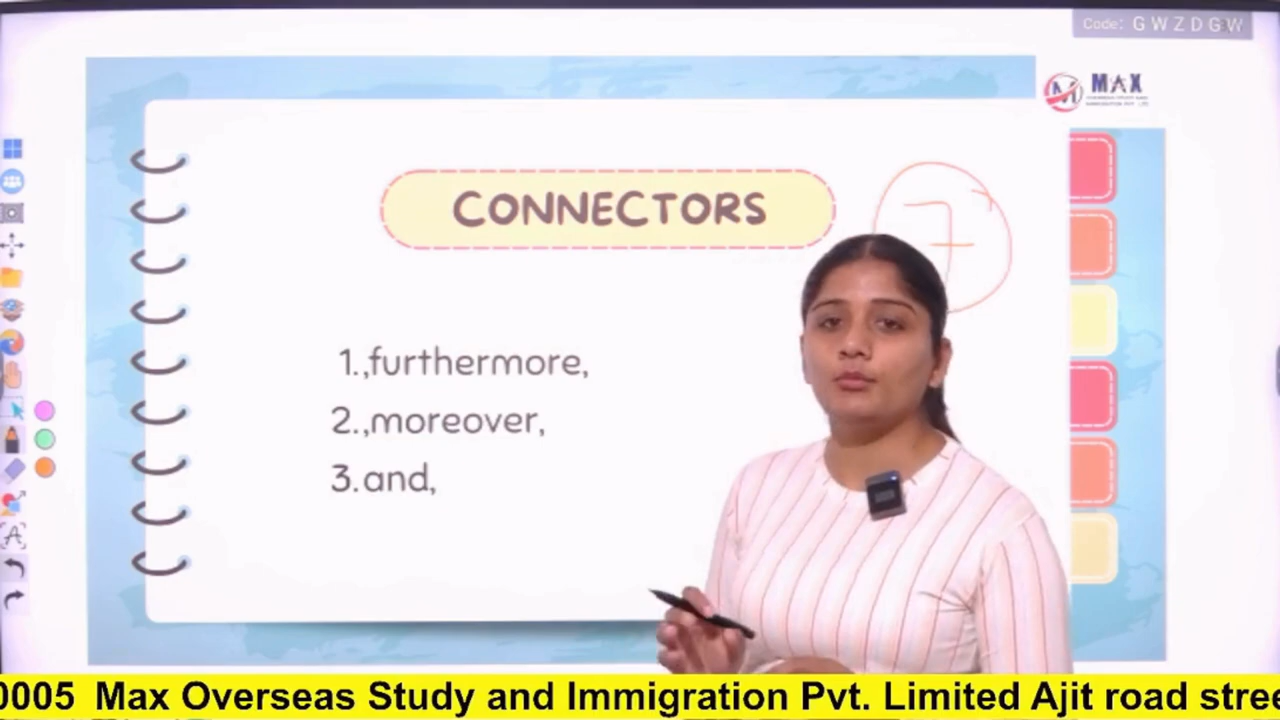 Code: G W Z D G W
MAX
CONNECTORS
7
1.,furthermore,
2.,moreover,
3.and,
0005 Max Overseas Study and Immigration Pvt. Limited Ajit road stree